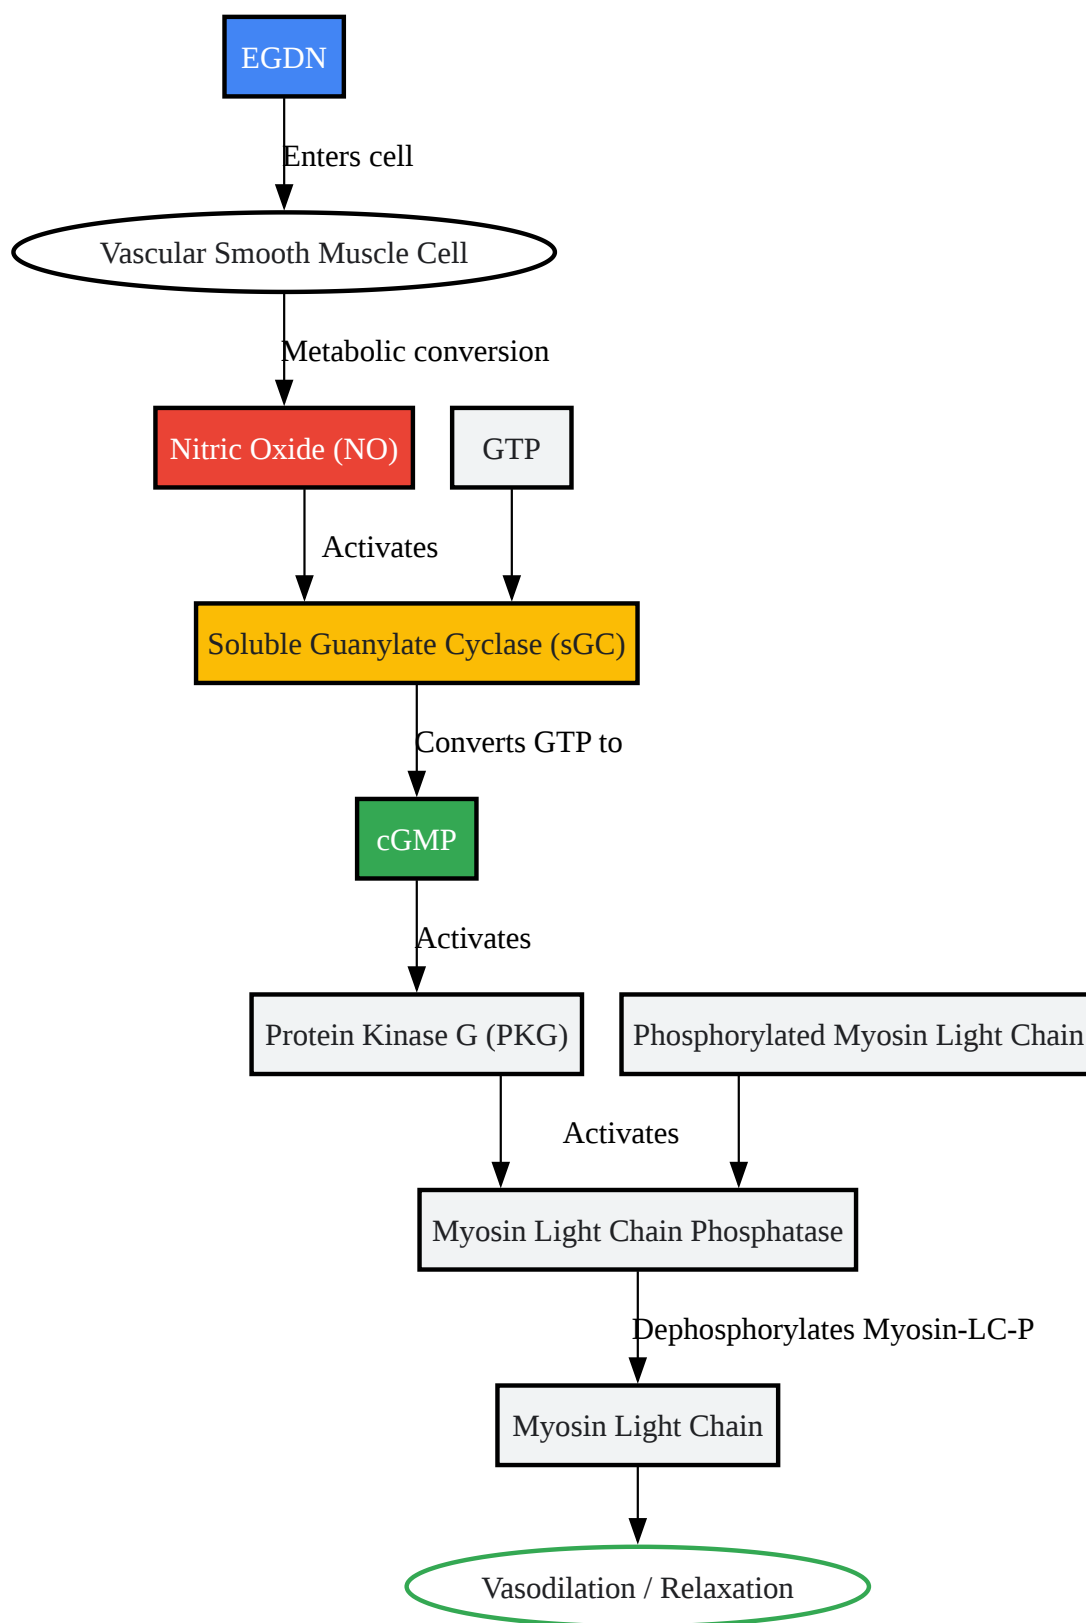 EGDN
Enters cell
Vascular Smooth Muscle Cell
Metabolic conversion
Nitric Oxide (NO)
GTP
Activates
Soluble Guanylate Cyclase (sGC)
Converts GTP to
cGMP
Activates
Protein Kinase G (PKG)
Phosphorylated Myosin Light Chain
Activates
Myosin Light Chain Phosphatase
Dephosphorylates Myosin-LC-P
Myosin Light Chain
Vasodilation / Relaxation